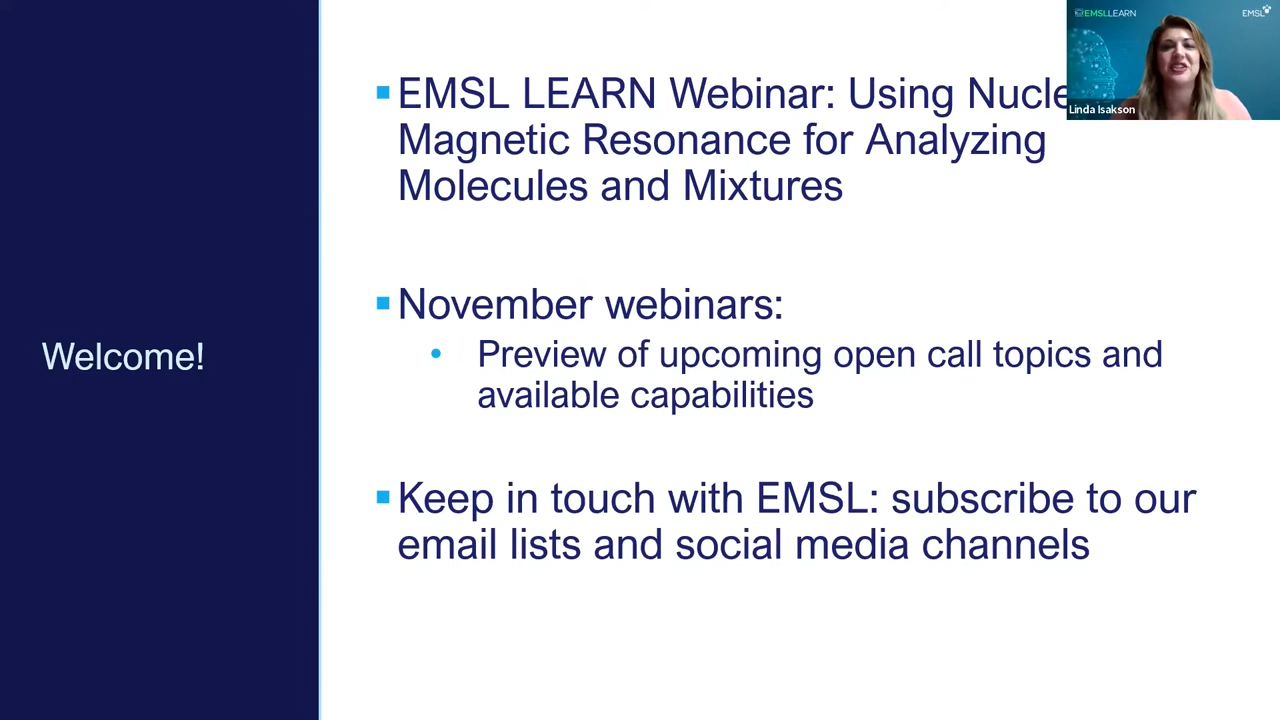 EMSLLEARN
EMSL
Linda Isakson
EMSL LEARN Webinar: Using Nucle
Magnetic Resonance for Analyzing
Molecules and Mixtures
November webinars:
Preview of upcoming open call topics and
available capabilities
Welcome!
Keep in touch with EMSL: subscribe to our
email lists and social media channels